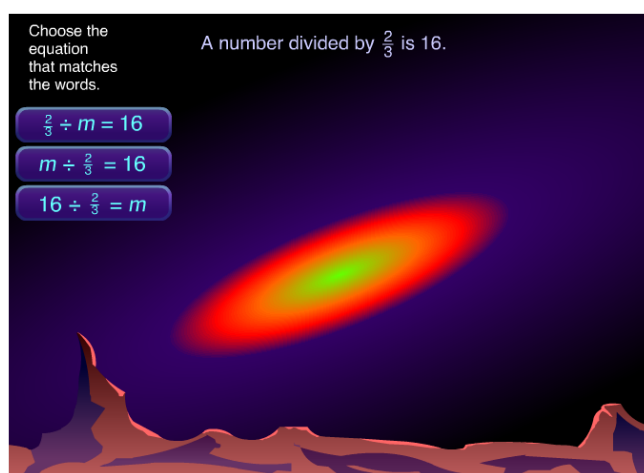 Choose the
equation
that matches
the words.
A number divided by 2/3 is 16.
2/3 ÷ m = 16
m ÷ 2/3 = 16
16 ÷ 2/3 = m